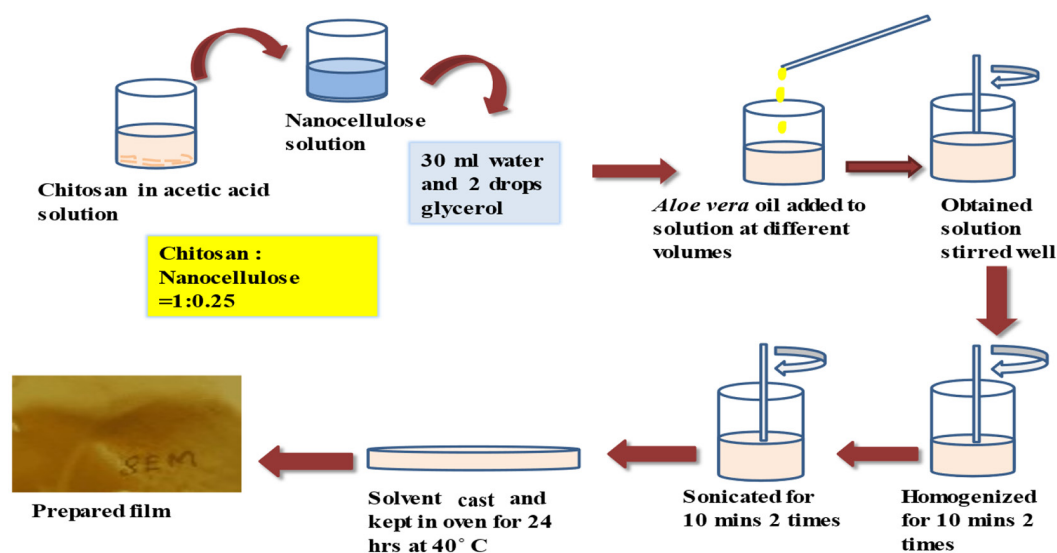 Chitosan in acetic acid
solution
Nanocellulose
solution
30 ml water
and 2 drops
glycerol
Chitosan :
Nanocellulose
=1:0.25
Aloe vera oil added to
solution at different
volumes
Obtained
solution
stirred well
Homogenized
for 10 mins 2
times
Sonicated for
10 mins 2 times
Solvent cast and
kept in oven for 24
hrs at 40° C
SEM
Prepared film